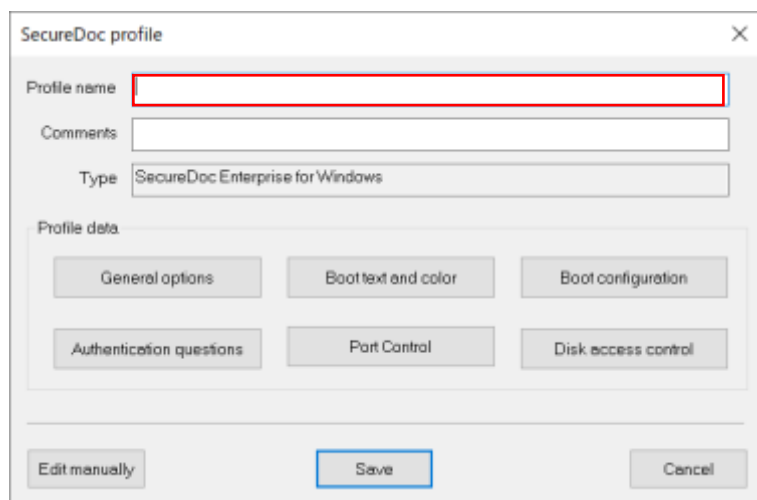 SecureDoc profile
Profile name
Comments
Type SecureDoc Enterprise for Windows
Profile data
General options Boot text and color Boot configuration
Authentication questions Port Control Disk access control
Edit manually Save Cancel